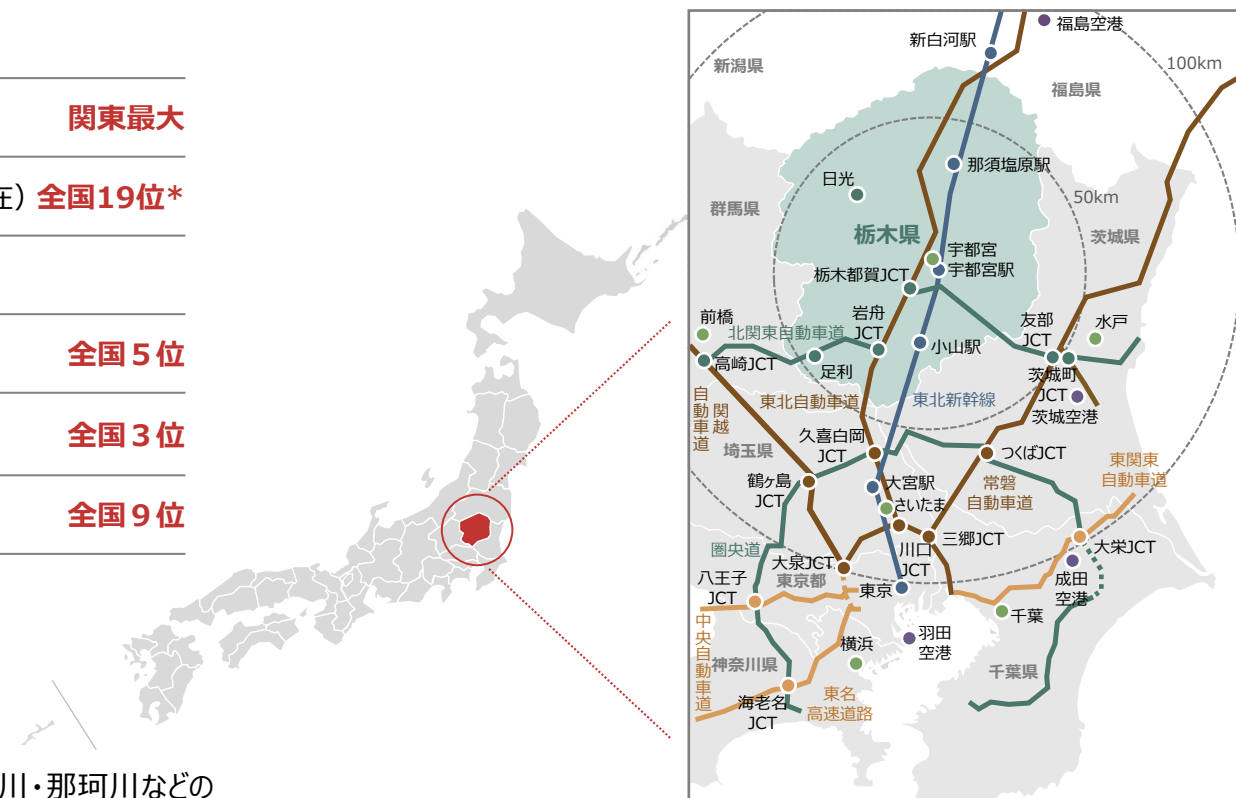 関東最大
在）全国19位*
全国５位
全国３位
全国９位
川・那珂川などの
福島空港
新白河駅
新潟県
100km
福島県
那須塩原駅
日光
50km
群馬県
栃木県
茨城県
宇都宮
宇都宮駅
栃木都賀JCT
前橋
岩舟
JCT
友部
JCT
水戸
北関東自動車道
小山駅
高崎JCT
足利
茨城町
JCT
茨城空港
関越
自動車道
東北自動車道
東北新幹線
久喜白岡
JCT
埼玉県
つくばJCT
東関東
自動車道
鶴ヶ島
JCT
大宮駅
常磐
自動車道
さいたま
三郷JCT
大栄JCT
圏央道
川口
JCT
大泉JCT
東京都
八王子
JCT
東京
成田
空港
千葉
中央自動車道
横浜
羽田
空港
神奈川県
千葉県
海老名
JCT
東名
高速道路